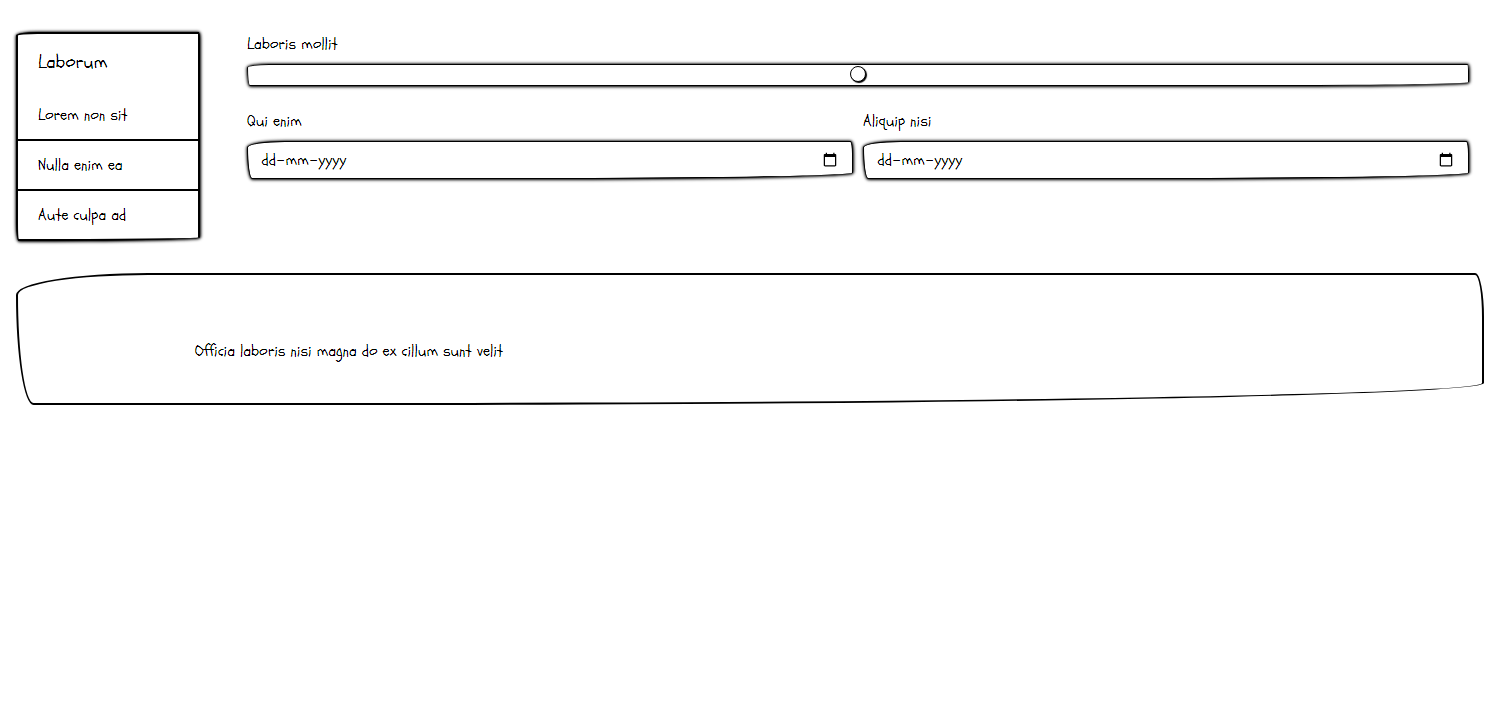 Laborum
Lorem non sit
Nulla enim ea
Aute culpa ad
Laboris mollit
Qui enim
dd-mm-yyyy
Aliquip nisi
dd-mm-yyyy
Officia laboris nisi magna do ex cillum sunt velit